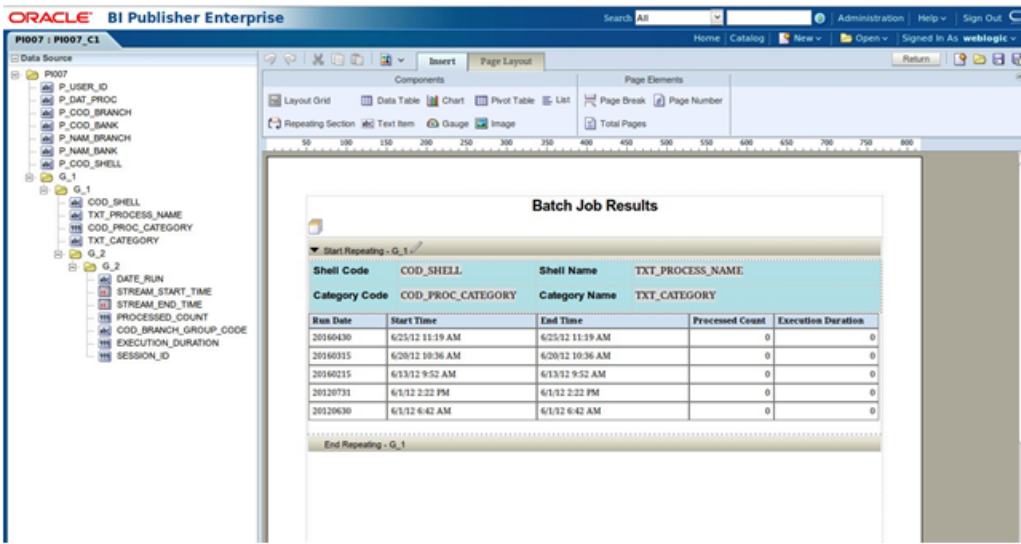 ORACLE BI Publisher Enterprise Search All Administration Help Sign Out
PI007 : PI007_C1 Home Catalog New Open Signed In As weblogic
Data Source Insert Page Layout Return
PI007
P_USER_ID
P_DAT_PROC
P_COD_BRANCH
P_COD_BANK
P_NAM_BRANCH
P_NAM_BANK
P_COD_SHELL
G_1
G_1
COD_SHELL
TXT_PROCESS_NAME
COD_PROC_CATEGORY
TXT_CATEGORY
G_2
G_2
DATE_RUN
STREAM_START_TIME
STREAM_END_TIME
PROCESSED_COUNT
COD_BRANCH_GROUP_CODE
EXECUTION_DURATION
SESSION_ID
Components Page Elements
Layout Grid Data Table Chart Pivot Table List Page Break Page Number
Repeating Section Text Item Gauge Image Total Pages
50 100 150 200 250 300 350 400 450 500 550 600 650 700 750 800
Batch Job Results
Start Repeating - G_1
Shell Code COD_SHELL Shell Name TXT_PROCESS_NAME
Category Code COD_PROC_CATEGORY Category Name TXT_CATEGORY
Run Date Start Time End Time Processed Count Execution Duration
20160430 6/25/12 11:19 AM 6/25/12 11:19 AM 0 0
20160315 6/20/12 10:36 AM 6/20/12 10:36 AM 0 0
20160215 6/13/12 9:52 AM 6/13/12 9:52 AM 0 0
20120731 6/1/12 2:22 PM 6/1/12 2:22 PM 0 0
20120630 6/1/12 6:42 AM 6/1/12 6:42 AM 0 0
End Repeating - G_1